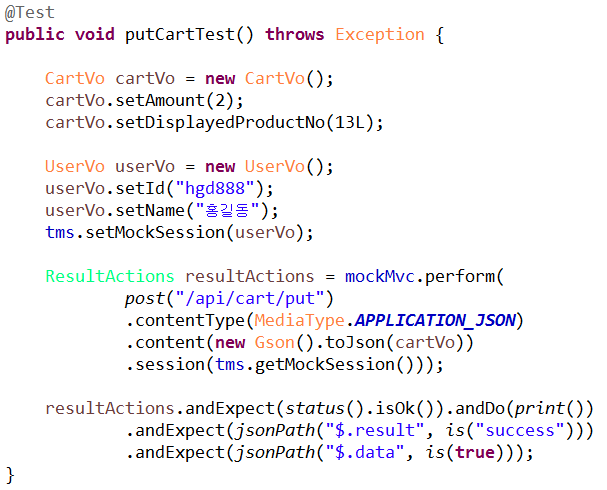 @Test
public void putCartTest() throws Exception {
CartVo cartVo = new CartVo();
cartVo.setAmount(2);
cartVo.setDisplayedProductNo(13L);
UserVo userVo = new UserVo();
userVo.setId("hgd888");
userVo.setName("홍길동");
tms.setMockSession(userVo);
ResultActions resultActions = mockMvc.perform(
post("/api/cart/put")
.contentType(MediaType.APPLICATION_JSON)
.content(new Gson().toJson(cartVo))
.session(tms.getMockSession()));
resultActions.andExpect(status().isOk()).andDo(print())
.andExpect(jsonPath("$.result", is("success")))
.andExpect(jsonPath("$.data", is(true)));
}